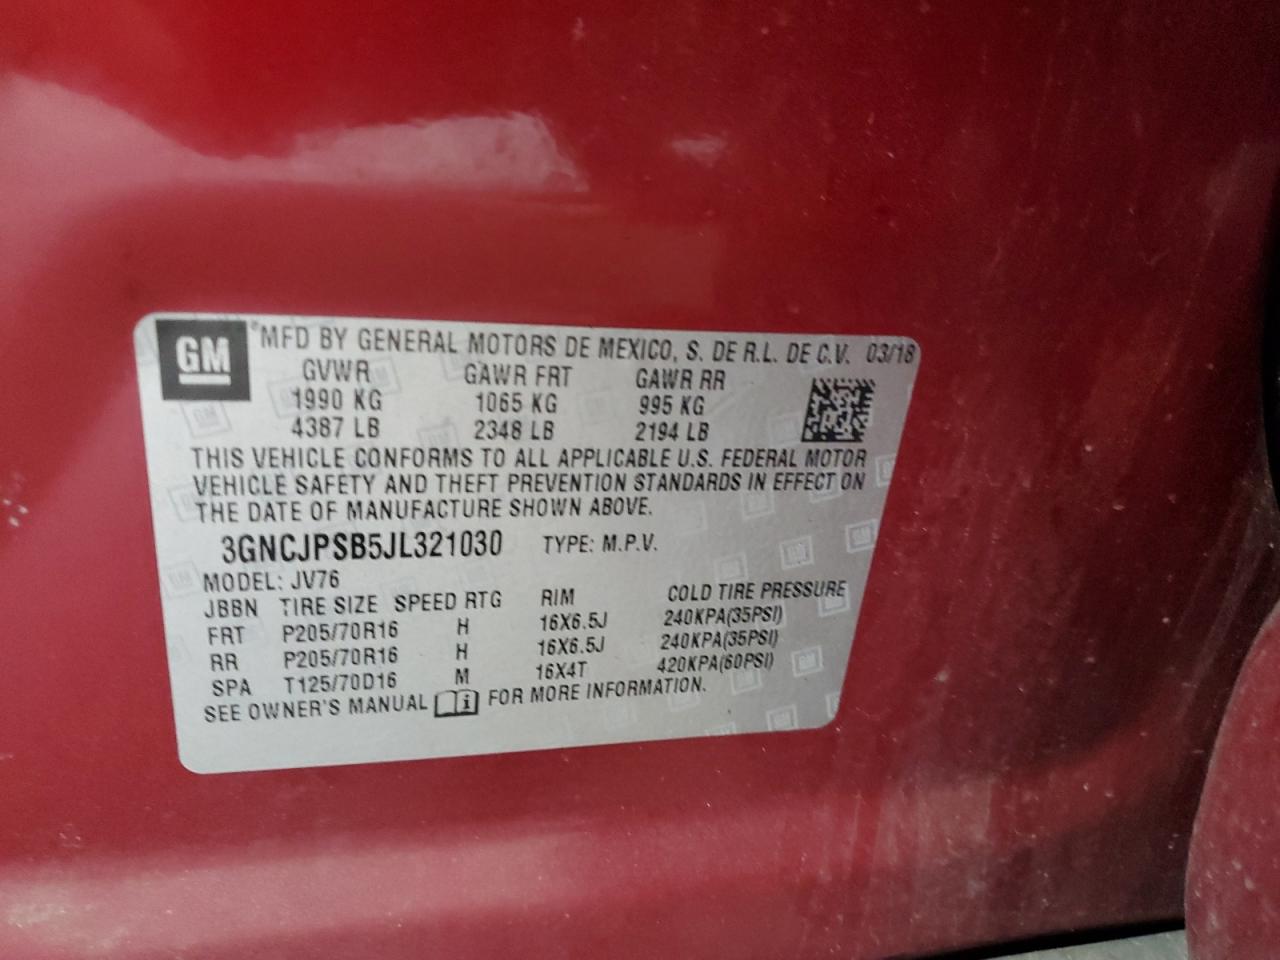 GM
MFD BY GENERAL MOTORS DE MEXICO, S. DE R.L. DE C.V. 03/18
GVWR GAWR FRT GAWR RR
1990 KG 1065 KG 995 KG
4387 LB 2348 LB 2194 LB
THIS VEHICLE CONFORMS TO ALL APPLICABLE U.S. FEDERAL MOTOR
VEHICLE SAFETY AND THEFT PREVENTION STANDARDS IN EFFECT ON
THE DATE OF MANUFACTURE SHOWN ABOVE.
3GNCJPSB5JL321030 TYPE: M.P.V.
MODEL: JV76
JBBN TIRE SIZE SPEED RTG RIM COLD TIRE PRESSURE
FRT P205/70R16 H 16X6.5J 240KPA(35PSI)
RR P205/70R16 H 16X6.5J 240KPA(35PSI)
SPA T125/70D16 M 16X4T 420KPA(60PSI)
SEE OWNER'S MANUAL i FOR MORE INFORMATION.